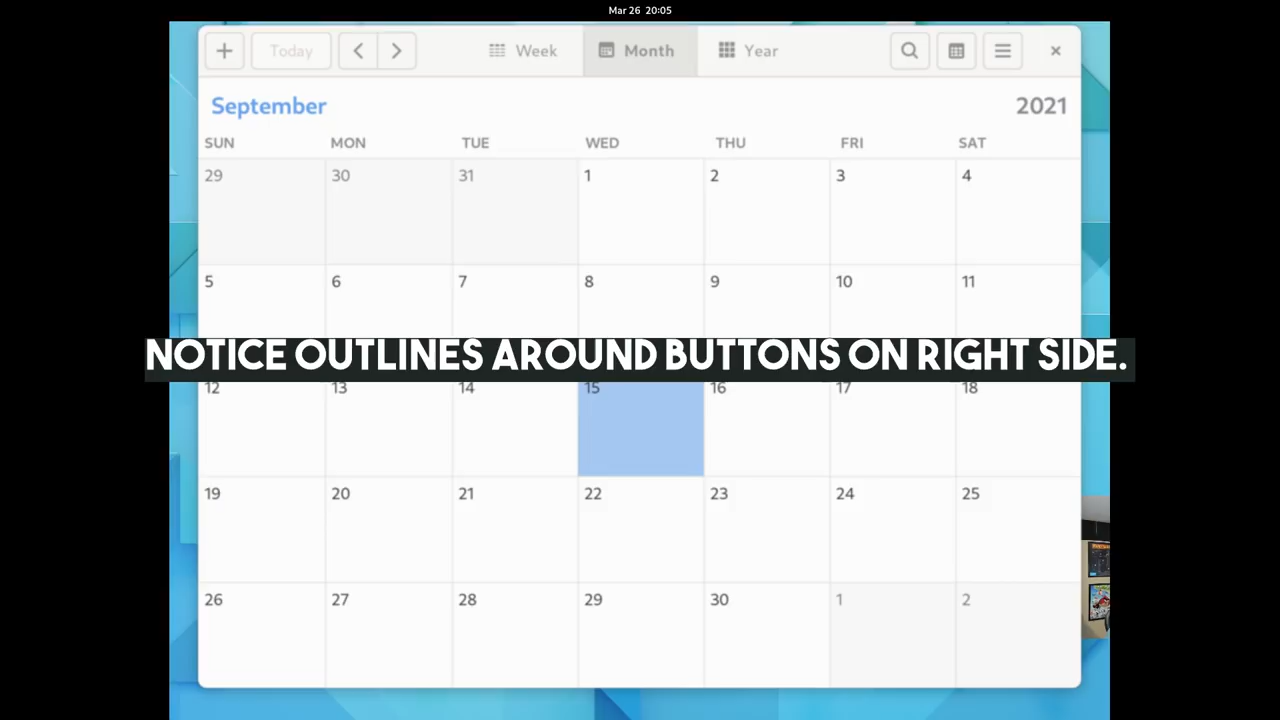 Mar 26 20:05
Today
Week
Month
Year
September
2021
SUN MON TUE WED THU FRI SAT
29 30 31 1 2 3 4
5 6 7 8 9 10 11
NOTICE OUTLINES AROUND BUTTONS ON RIGHT SIDE.
12 13 14 15 16 17 18
19 20 21 22 23 24 25
26 27 28 29 30 1 2